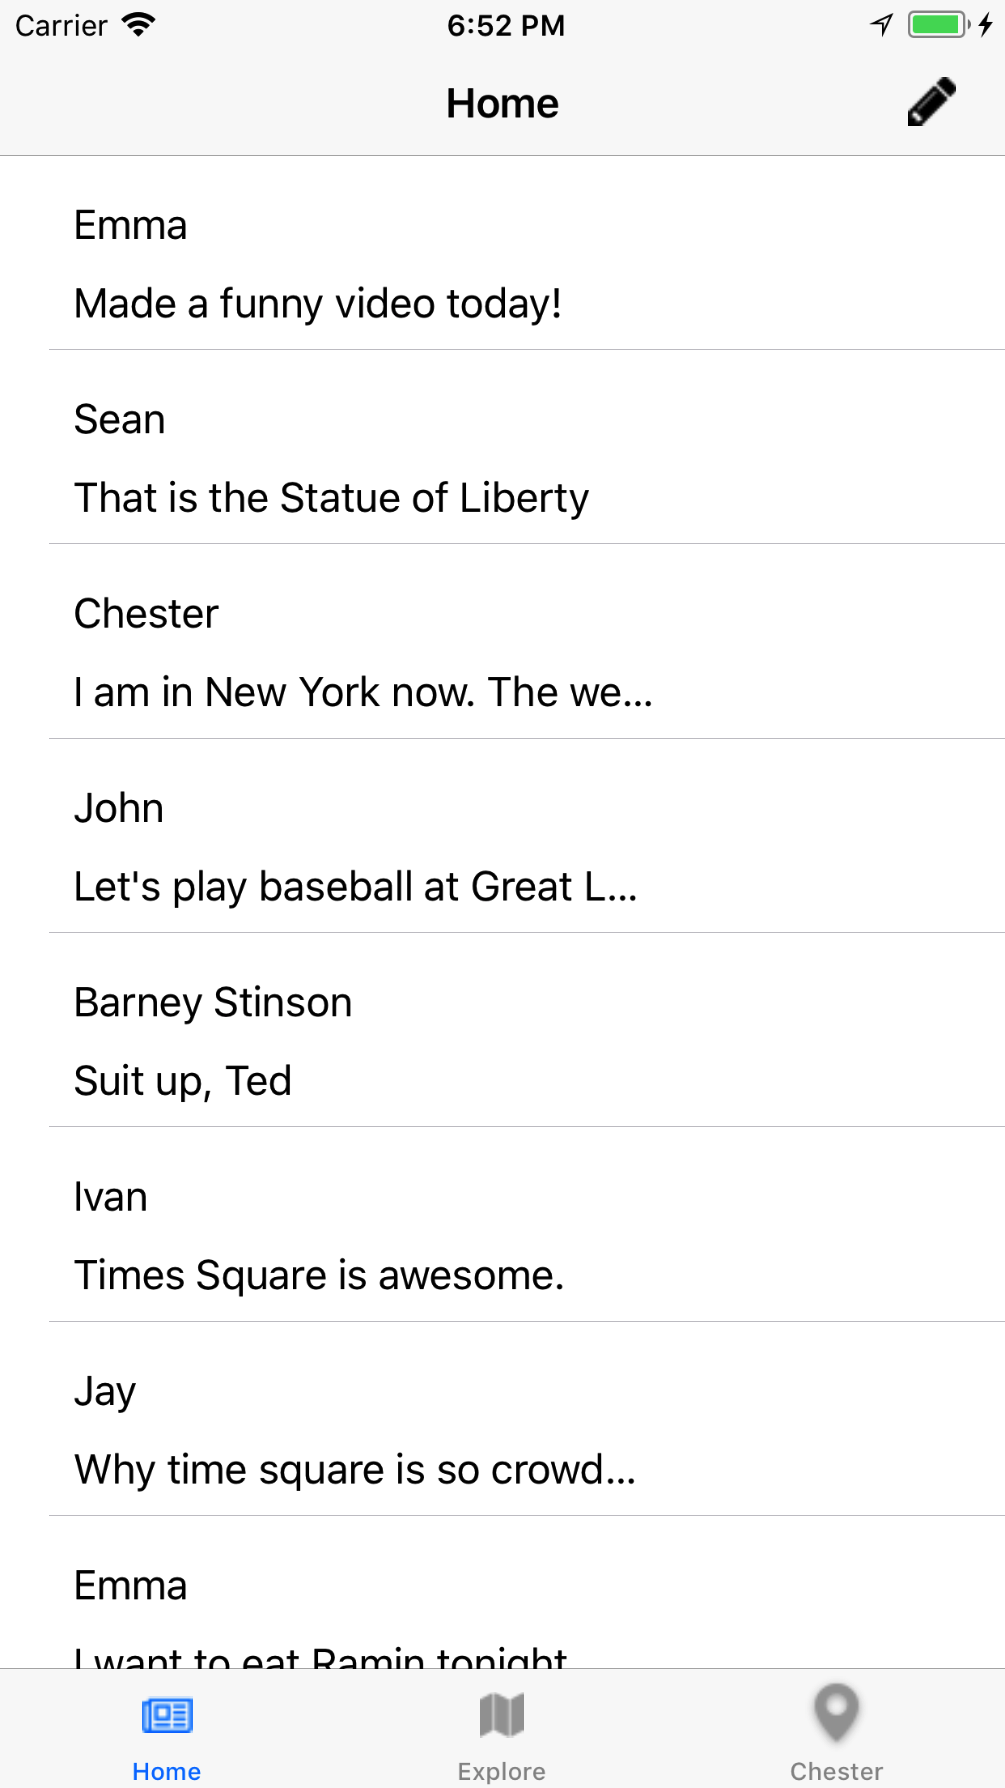 Carrier 6:52 PM
Home
Emma
Made a funny video today!
Sean
That is the Statue of Liberty
Chester
I am in New York now. The we...
John
Let's play baseball at Great L...
Barney Stinson
Suit up, Ted
Ivan
Times Square is awesome.
Jay
Why time square is so crowd...
Emma
I want to eat Ramin tonight
Home Explore Chester